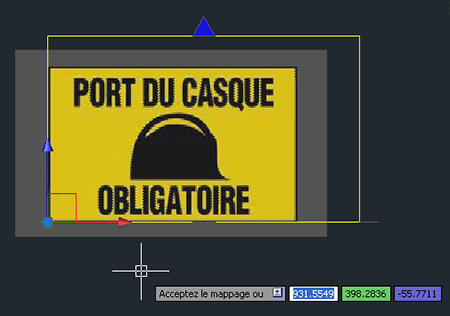 PORT DU CASQUE
OBLIGATOIRE
Acceptez le mappage ou 931.5549 398.2836 -55.7711